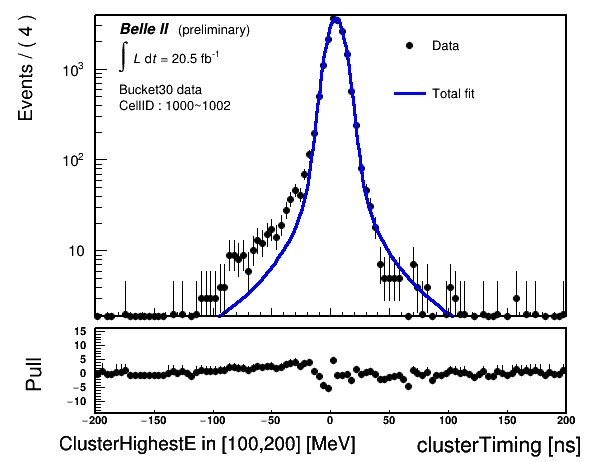 Belle II (preliminary)
∫ L dt = 20.5 fb⁻¹
Bucket30 data
CellID : 1000~1002
Data
Total fit
Events / ( 4 )
10³
10²
10
Pull
15
10
5
0
−5
−10
−200 −150 −100 −50 0 50 100 150 200
ClusterHighestE in [100,200] [MeV] clusterTiming [ns]